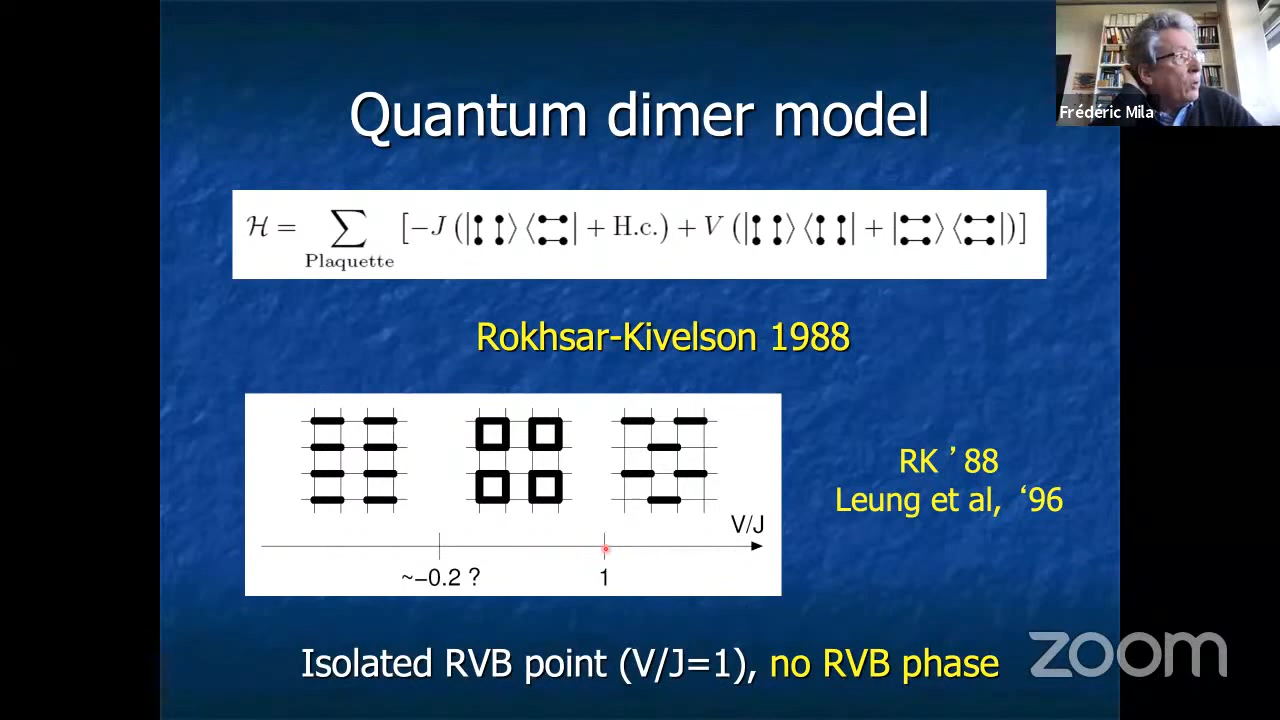 Frédéric Mila
Quantum dimer model
ℋ = ∑ [−J (| ⟩⟨ | + H.c.) + V (| ⟩⟨ | + | ⟩⟨ |)]
Plaquette
Rokhsar-Kivelson 1988
RK ’ 88
Leung et al, ‘96
V/J
~−0.2 ?
1
Isolated RVB point (V/J=1), no RVB phase
zoom